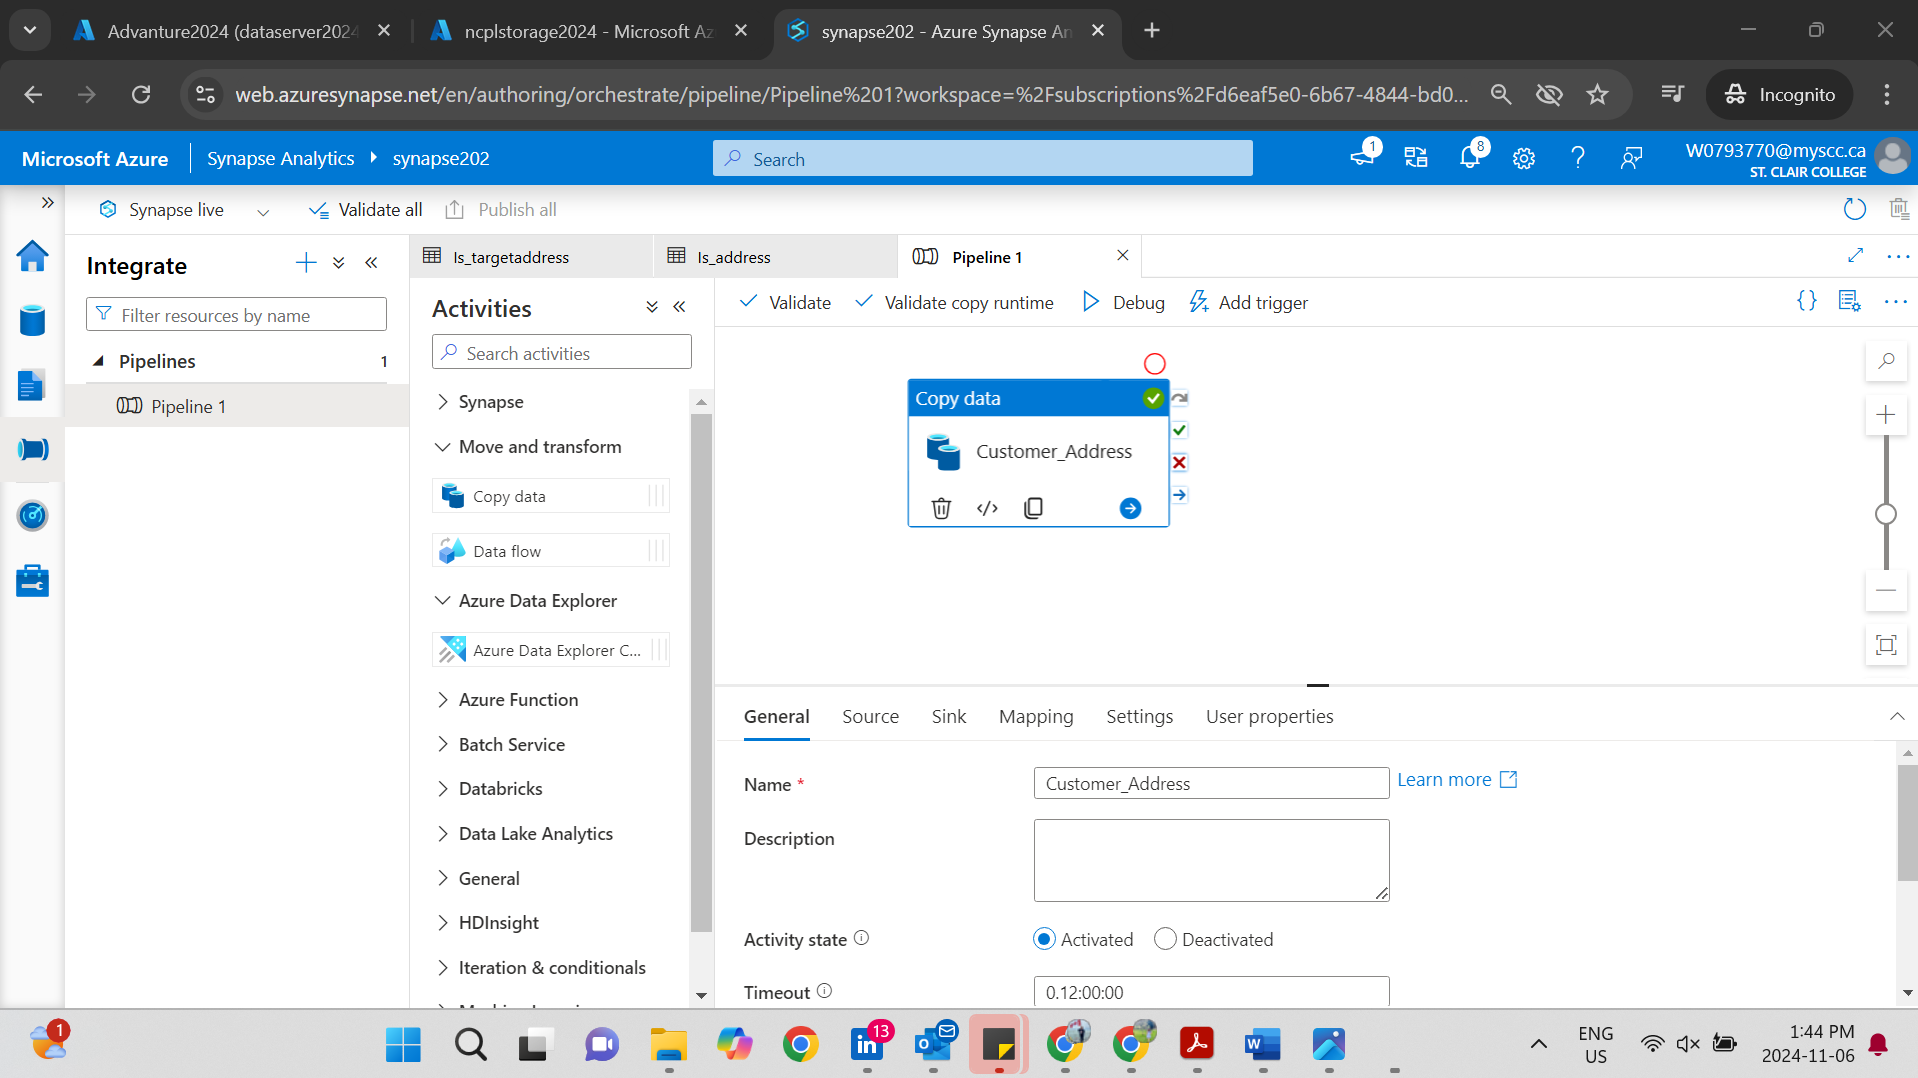 Advanture2024 (dataserver2024
ncplstorage2024 - Microsoft Az
synapse202 - Azure Synapse An
web.azuresynapse.net/en/authoring/orchestrate/pipeline/Pipeline%201?workspace=%2Fsubscriptions%2Fd6eaf5e0-6b67-4844-bd0...
Incognito
Microsoft Azure
Synapse Analytics
synapse202
Search
1
8
W0793770@myscc.ca
ST. CLAIR COLLEGE
Synapse live
Validate all
Publish all
Integrate
Filter resources by name
Pipelines
1
Pipeline 1
ls_targetaddress
ls_address
Pipeline 1
Activities
Search activities
Synapse
Move and transform
Copy data
Data flow
Azure Data Explorer
Azure Data Explorer C...
Azure Function
Batch Service
Databricks
Data Lake Analytics
General
HDInsight
Iteration & conditionals
Validate
Validate copy runtime
Debug
Add trigger
Copy data
Customer_Address
General
Source
Sink
Mapping
Settings
User properties
Name *
Customer_Address
Learn more
Description
Activity state
Activated
Deactivated
Timeout
0.12:00:00
1
13
ENG
US
1:44 PM
2024-11-06